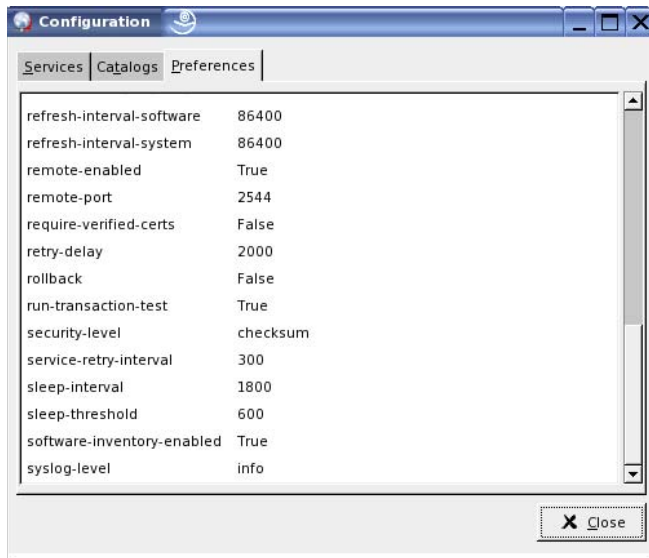 Configuration
Services Catalogs Preferences
refresh-interval-software 86400
refresh-interval-system 86400
remote-enabled True
remote-port 2544
require-verified-certs False
retry-delay 2000
rollback False
run-transaction-test True
security-level checksum
service-retry-interval 300
sleep-interval 1800
sleep-threshold 600
software-inventory-enabled True
syslog-level info
Close